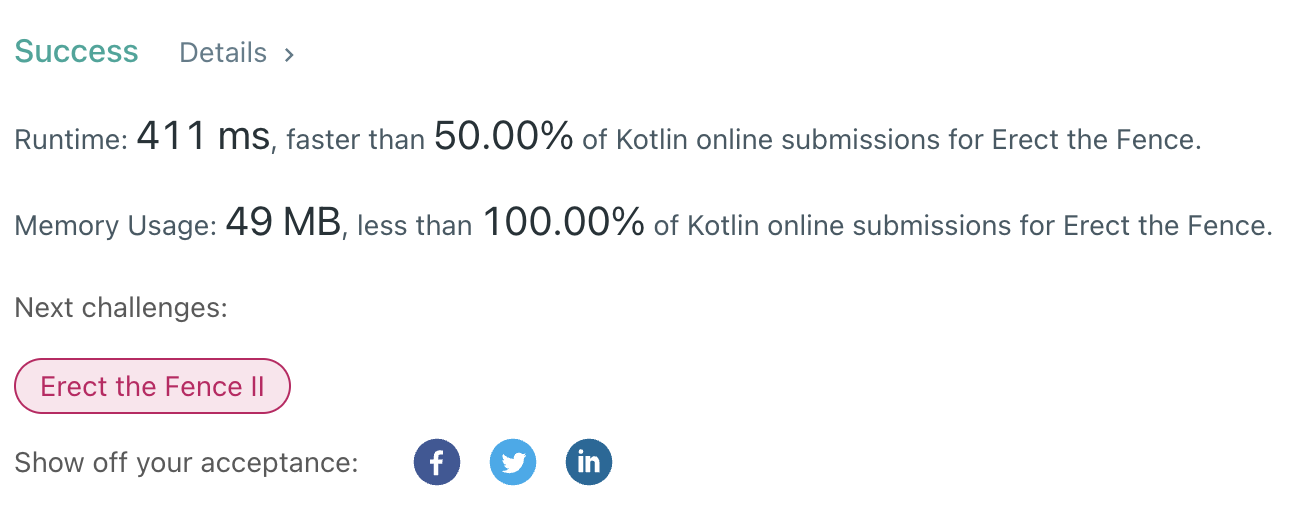 Success Details >
Runtime: 411 ms, faster than 50.00% of Kotlin online submissions for Erect the Fence.
Memory Usage: 49 MB, less than 100.00% of Kotlin online submissions for Erect the Fence.
Next challenges:
Erect the Fence II
Show off your acceptance: f in